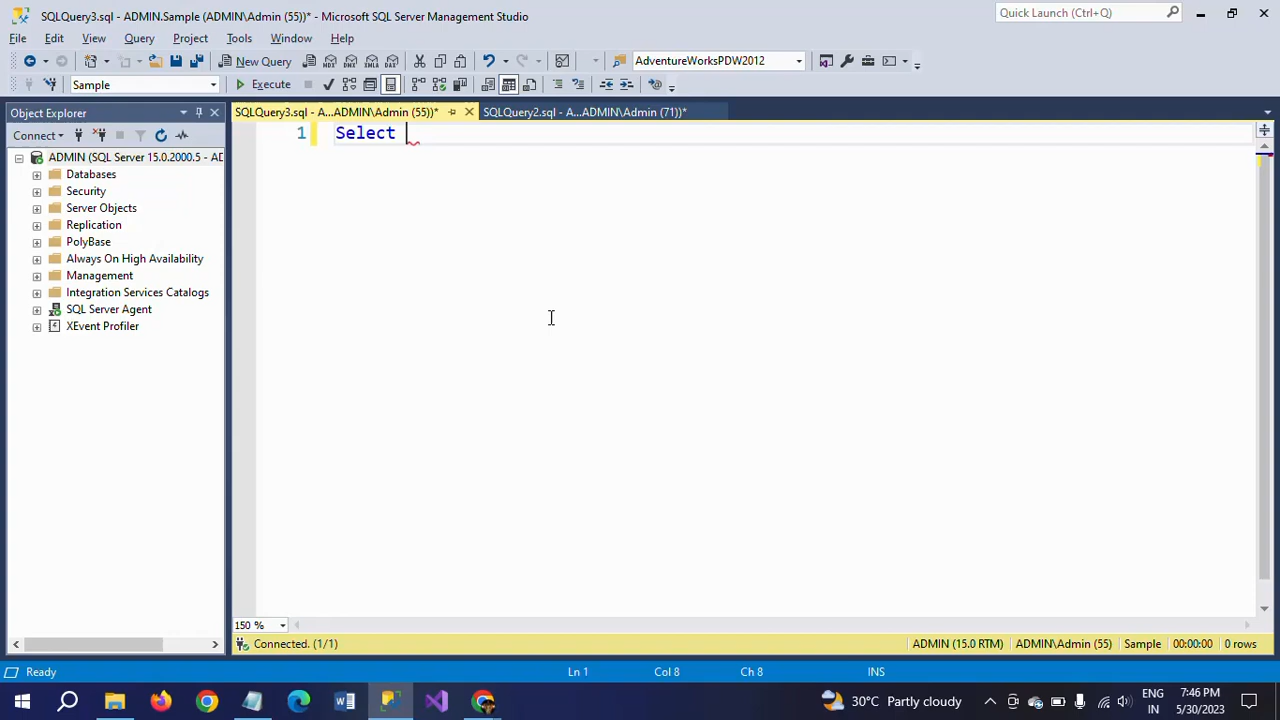 SQLQuery3.sql - ADMIN.Sample (ADMIN\Admin (55))* - Microsoft SQL Server Management Studio
Quick Launch (Ctrl+Q)
File Edit View Query Project Tools Window Help
New Query
MDX DMX XMLA DAX
AdventureWorksPDW2012
Sample
Execute
Object Explorer
SQLQuery3.sql - A...ADMIN\Admin (55))*
SQLQuery2.sql - A...ADMIN\Admin (71))*
Connect
1 Select
ADMIN (SQL Server 15.0.2000.5 - AD
Databases
Security
Server Objects
Replication
PolyBase
Always On High Availability
Management
Integration Services Catalogs
SQL Server Agent
XEvent Profiler
150 %
Connected. (1/1)
ADMIN (15.0 RTM)
ADMIN\Admin (55)
Sample
00:00:00
0 rows
Ready
Ln 1
Col 8
Ch 8
INS
30°C Partly cloudy
ENG
IN
7:46 PM
5/30/2023